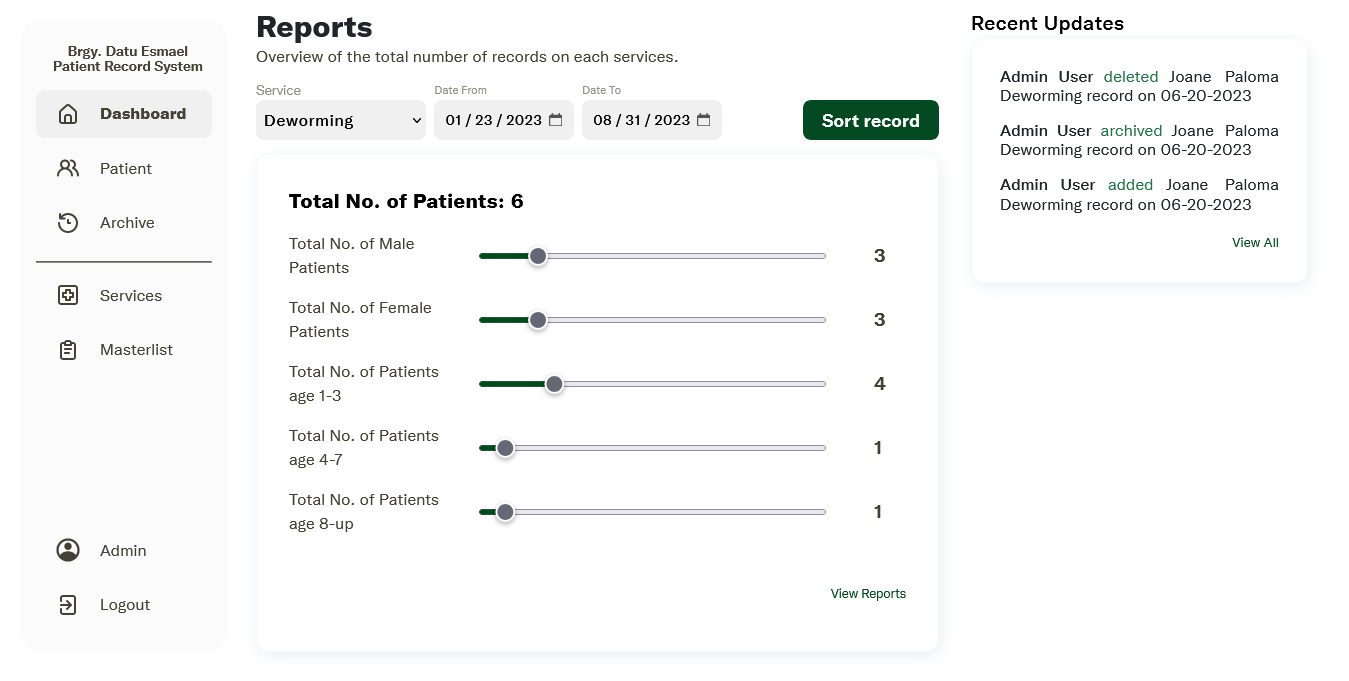 Brgy. Datu Esmael
Patient Record System
Dashboard
Patient
Archive
Services
Masterlist
Admin
Logout
Reports
Overview of the total number of records on each services.
Service
Deworming
Date From
01 / 23 / 2023
Date To
08 / 31 / 2023
Sort record
Total No. of Patients: 6
Total No. of Male
Patients
3
Total No. of Female
Patients
3
Total No. of Patients
age 1-3
4
Total No. of Patients
age 4-7
1
Total No. of Patients
age 8-up
1
View Reports
Recent Updates
Admin User deleted Joane Paloma
Deworming record on 06-20-2023
Admin User archived Joane Paloma
Deworming record on 06-20-2023
Admin User added Joane Paloma
Deworming record on 06-20-2023
View All